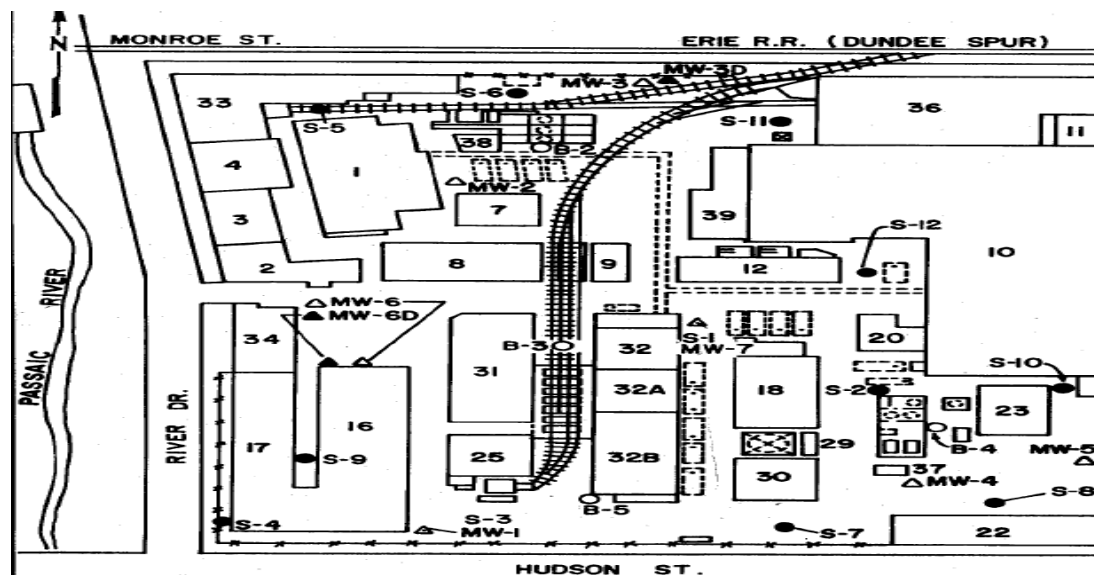 MONROE ST.
ERIE R.R. (DUNDEE SPUR)
N
MW-3D
MW-3
S-6
33
36
S-5
S-11
11
38
B-2
4
1
MW-2
39
3
7
S-12
10
2
8
9
12
PASSAIC RIVER
MW-6
MW-6D
34
S-1
MW-7
20
B-3
32
31
S-10
32A
18
S-2
23
16
17
RIVER DR.
29
B-4
MW-5
25
32B
S-9
30
37
MW-4
S-8
B-5
S-4
S-3
MW-1
S-7
22
HUDSON ST.